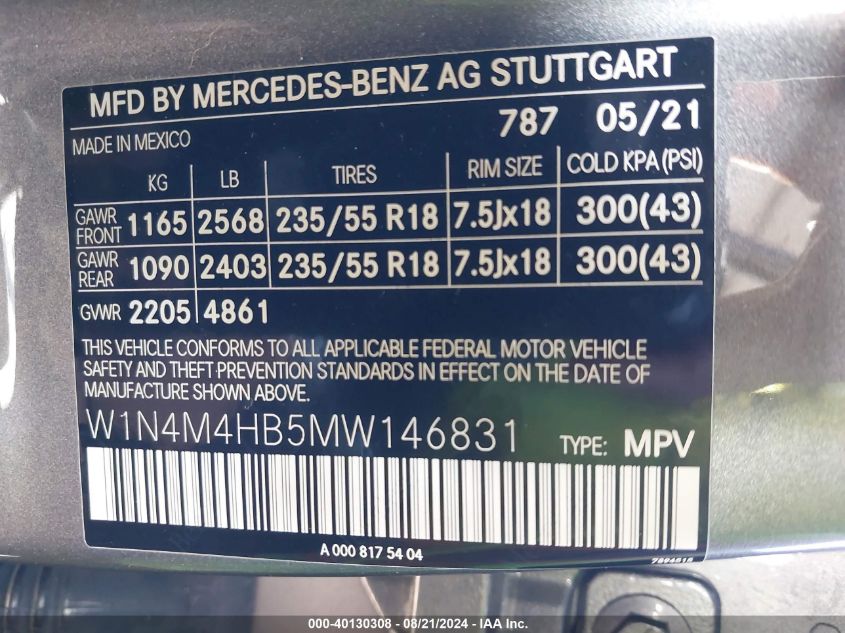 MFD BY MERCEDES-BENZ AG STUTTGART
787 05/21
MADE IN MEXICO
KG LB TIRES RIM SIZE COLD KPA (PSI)
GAWR FRONT 1165 2568 235/55 R18 7.5Jx18 300(43)
GAWR REAR 1090 2403 235/55 R18 7.5Jx18 300(43)
GVWR 2205 4861
THIS VEHICLE CONFORMS TO ALL APPLICABLE FEDERAL MOTOR VEHICLE
SAFETY AND THEFT PREVENTION STANDARDS IN EFFECT ON THE DATE OF
MANUFACTURE SHOWN ABOVE.
W1N4M4HB5MW146831 TYPE: MPV
A 000 817 54 04
000-40130308 - 08/21/2024 - IAA Inc.